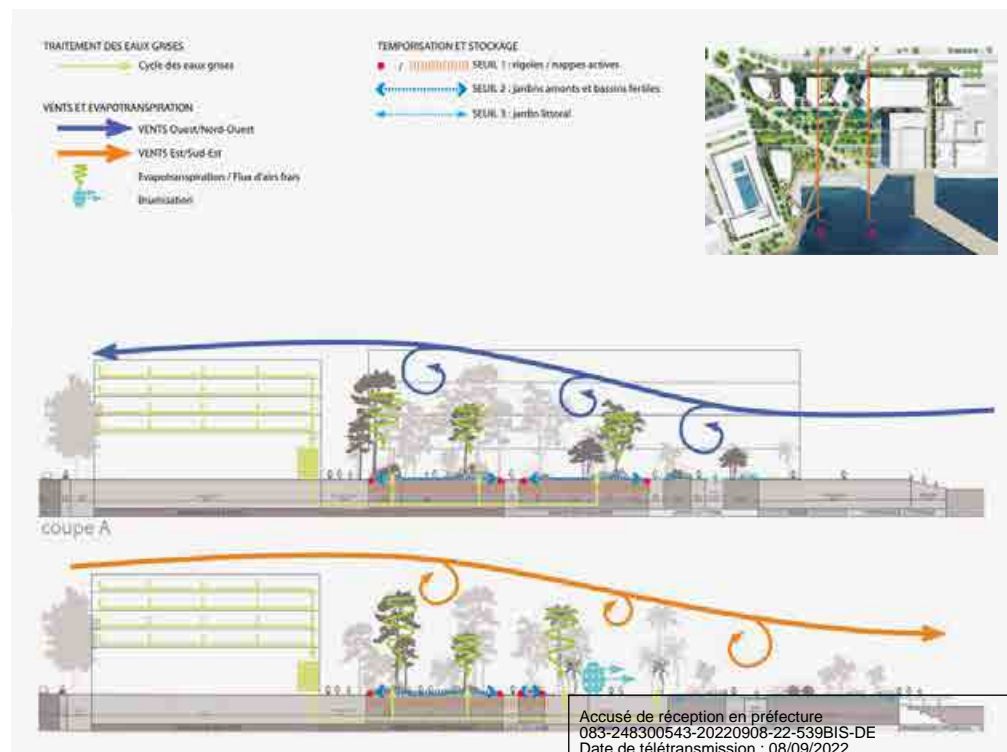 TRAITEMENT DES EAUX GRISES
Cycle des eaux grises
VENTS ET EVAPOTRANSPIRATION
VENTS Ouest/Nord-Ouest
VENTS Est/Sud-Est
Evapotranspiration / Flux d'airs frais
Brumisation
TEMPORISATION ET STOCKAGE
/ SEUIL 1 : rigoles / nappes actives
SEUIL 2 : jardins amonts et bassins fertiles
SEUIL 3 : jardin littoral
coupe A
Accusé de réception en préfecture
083-248300543-20220908-22-539BIS-DE
Date de télétransmission : 08/09/2022